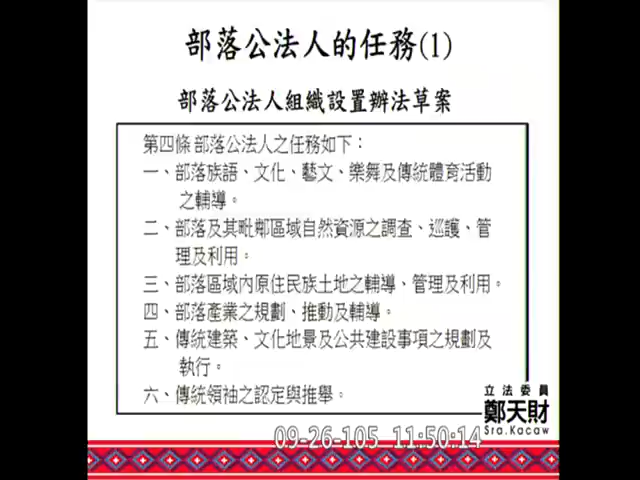 部落公法人的任務(1)
部落公法人組織設置辦法草案
第四條 部落公法人之任務如下：
一、部落族語、文化、藝文、樂舞及傳統體育活動
之輔導。
二、部落及其毗鄰區域自然資源之調查、巡護、管
理及利用。
三、部落區域內原住民族土地之輔導、管理及利用。
四、部落產業之規劃、推動及輔導。
五、傳統建築、文化地景及公共建設事項之規劃及
執行。
六、傳統領袖之認定與推舉。
立法委員
鄭天財
Sra.Kacaw
09-26-105 11:50:14